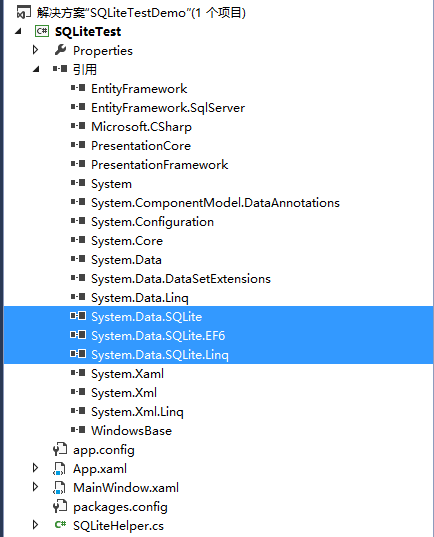 解决方案"SQLiteTestDemo"(1 个项目)
C# SQLiteTest
Properties
引用
EntityFramework
EntityFramework.SqlServer
Microsoft.CSharp
PresentationCore
PresentationFramework
System
System.ComponentModel.DataAnnotations
System.Configuration
System.Core
System.Data
System.Data.DataSetExtensions
System.Data.Linq
System.Data.SQLite
System.Data.SQLite.EF6
System.Data.SQLite.Linq
System.Xaml
System.Xml
System.Xml.Linq
WindowsBase
app.config
App.xaml
MainWindow.xaml
packages.config
C# SQLiteHelper.cs